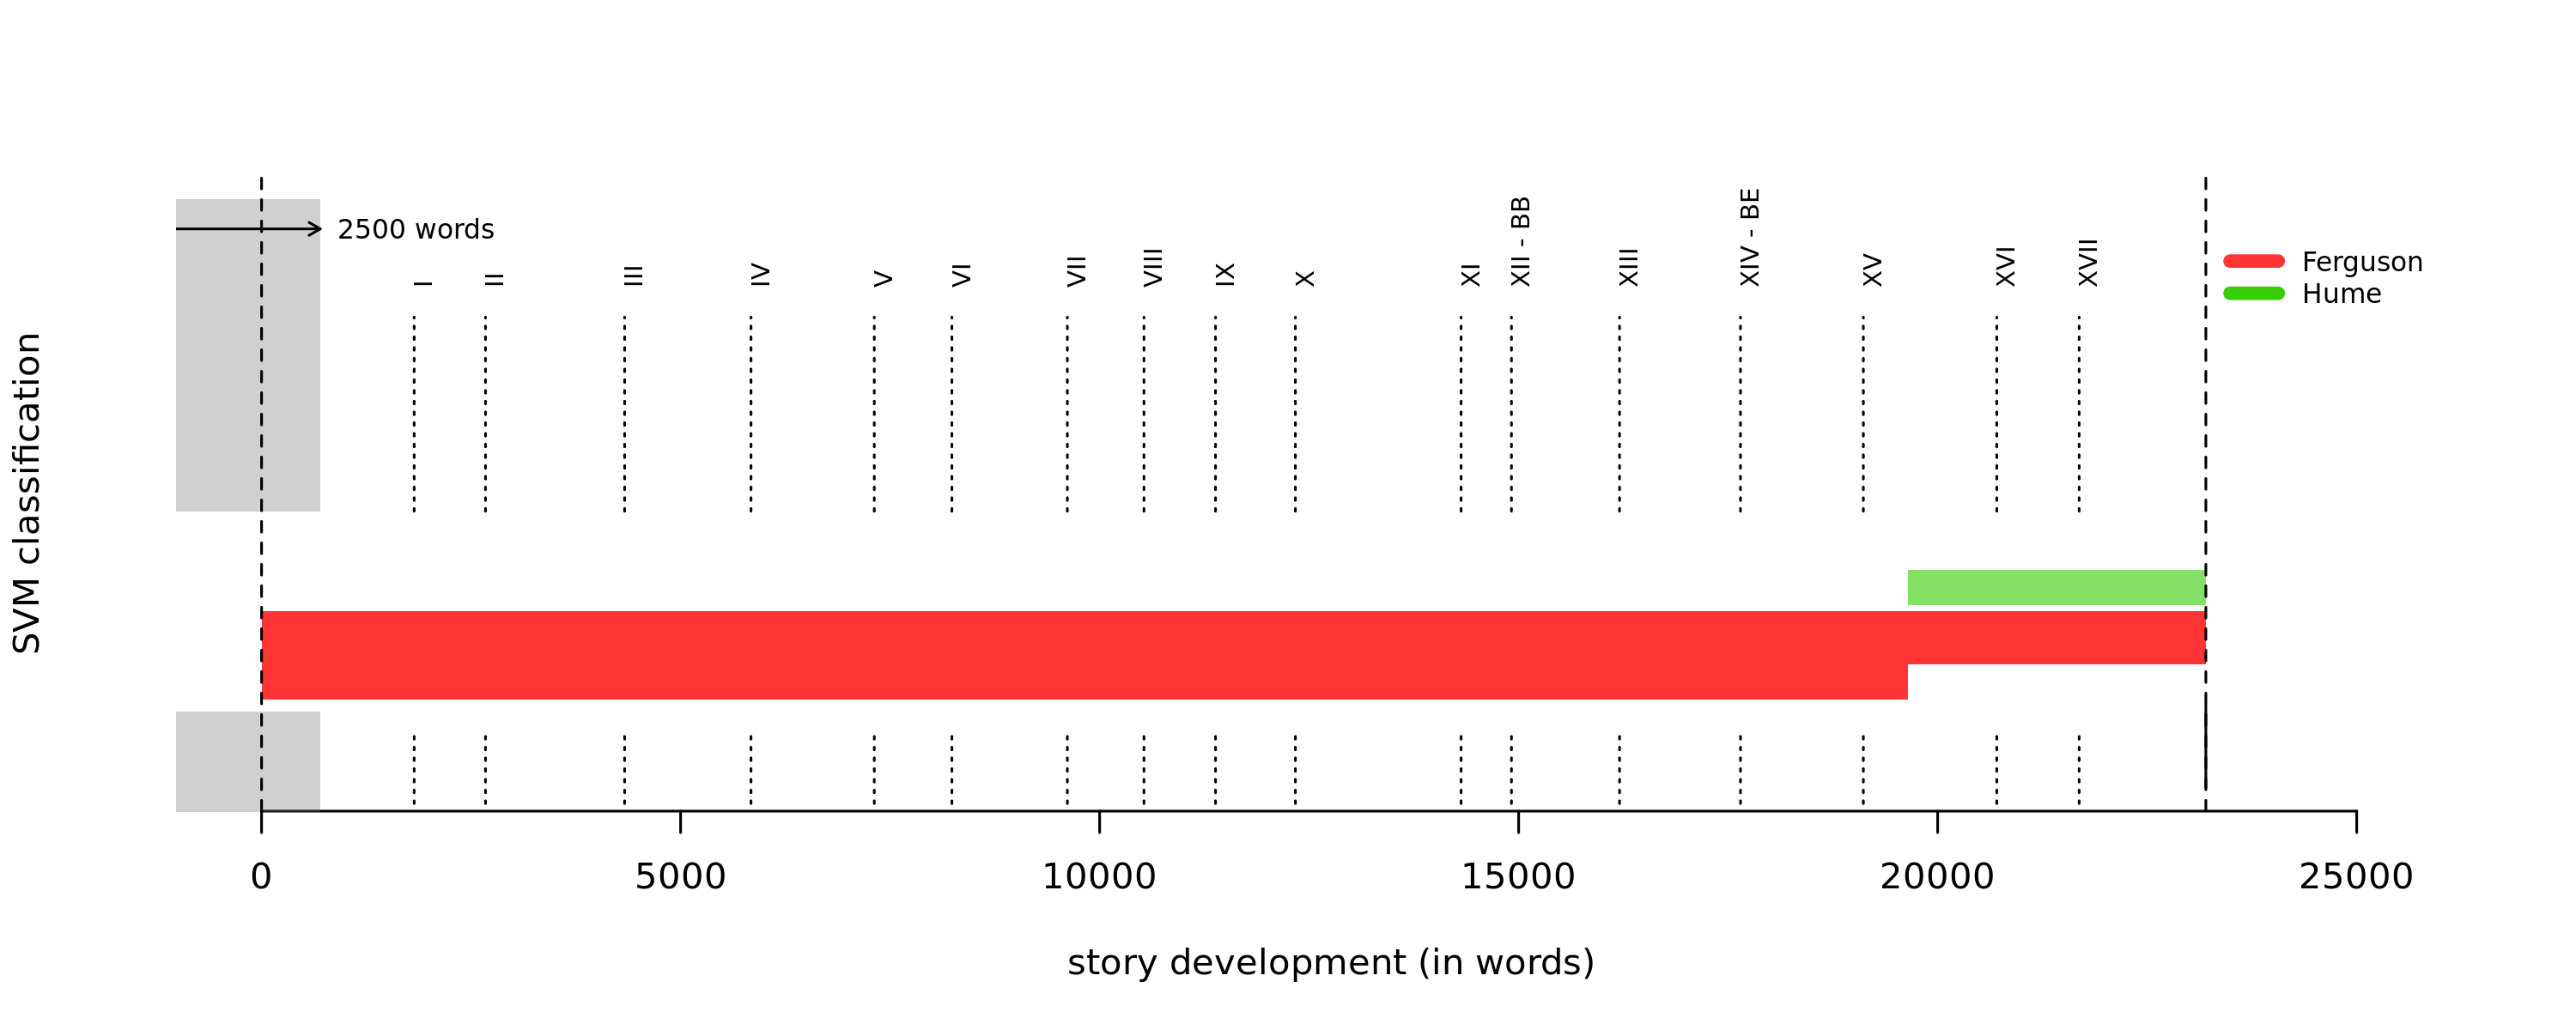 2500 words
I
II
III
IV
V
VI
VII
VIII
IX
X
XI
XII - BB
XIII
XIV - BE
XV
XVI
XVII
Ferguson
Hume
SVM classification
0 5000 10000 15000 20000 25000
story development (in words)